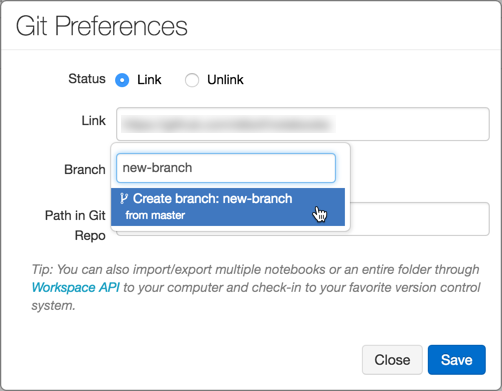 Git Preferences
Status Link Unlink
Link
Branch new-branch
Create branch: new-branch
from master
Path in Git
Repo
Tip: You can also import/export multiple notebooks or an entire folder through
Workspace API to your computer and check-in to your favorite version control
system.
Close Save